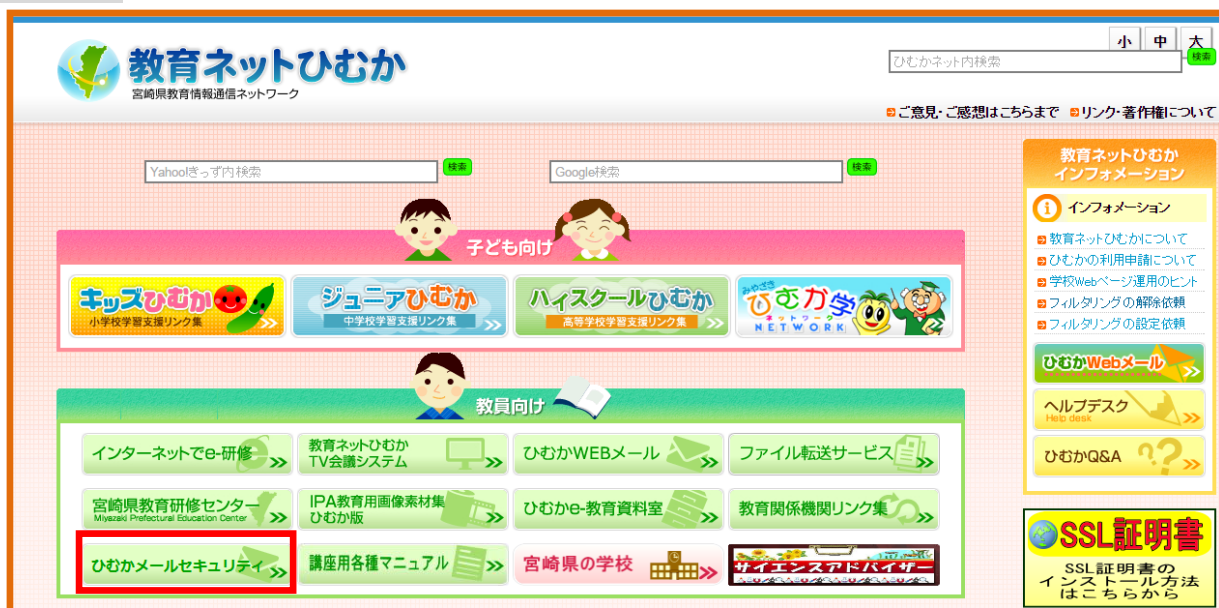 教育ネットひむか
宮崎県教育情報通信ネットワーク
小 中 大
ひむかネット内検索
検索
ご意見・ご感想はこちらまで リンク・著作権について
Yahoo!きっず内検索
検索
Google検索
検索
子ども向け
キッズひむか
小学校学習支援リンク集
ジュニアひむか
中学校学習支援リンク集
ハイスクールひむか
高等学校学習支援リンク集
みやざき
ひむカ学
ネットワーク
NETWORK
教員向け
インターネットでe-研修
教育ネットひむか
TV会議システム
ひむかWEBメール
ファイル転送サービス
宮崎県教育研修センター
Miyazaki Prefectural Education Center
IPA教育用画像素材集
ひむか版
ひむかe-教育資料室
教育関係機関リンク集
ひむかメールセキュリティ
講座用各種マニュアル
宮崎県の学校
サイエンスアドバイザー
教育ネットひむか
インフォメーション
インフォメーション
教育ネットひむかについて
ひむかの利用申請について
学校webページ運用のヒント
フィルタリングの解除依頼
フィルタリングの設定依頼
ひむかWebメール
ヘルプデスク
Help desk
ひむかQ&A
SSL証明書
SSL証明書の
インストール方法
はこちらから